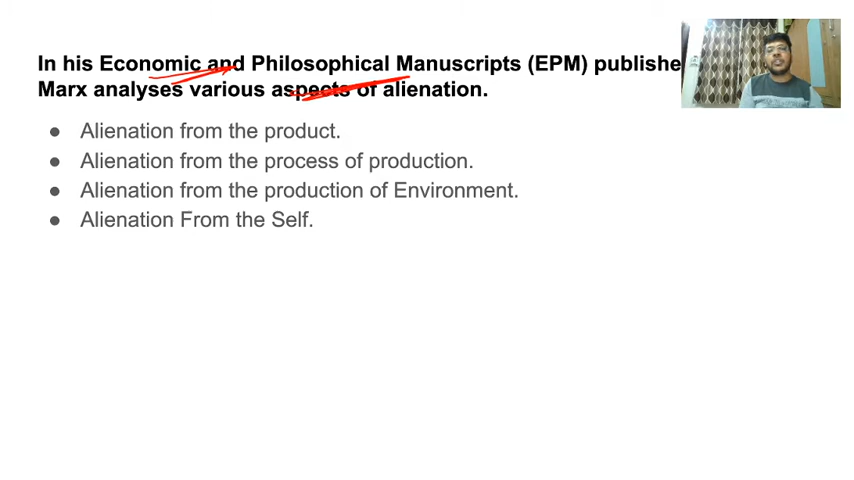 In his Economic and Philosophical Manuscripts (EPM) publishe
Marx analyses various aspects of alienation.
● Alienation from the product.
● Alienation from the process of production.
● Alienation from the production of Environment.
● Alienation From the Self.